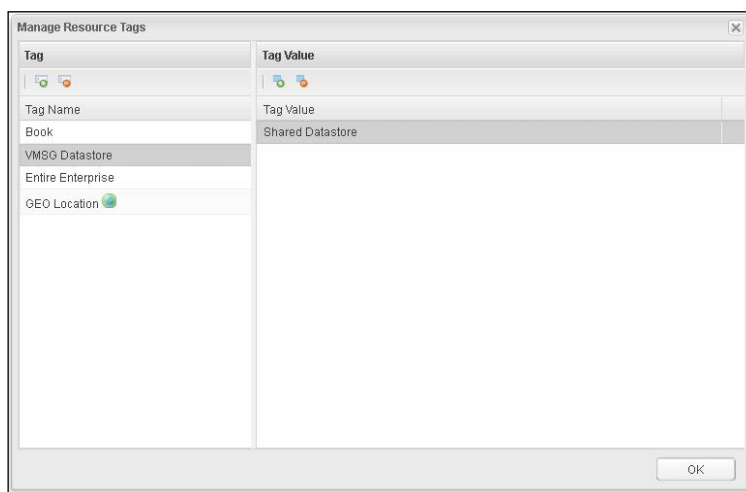 Manage Resource Tags
Tag
Tag Value
Tag Name
Tag Value
Book
Shared Datastore
VMSG Datastore
Entire Enterprise
GEO Location
OK